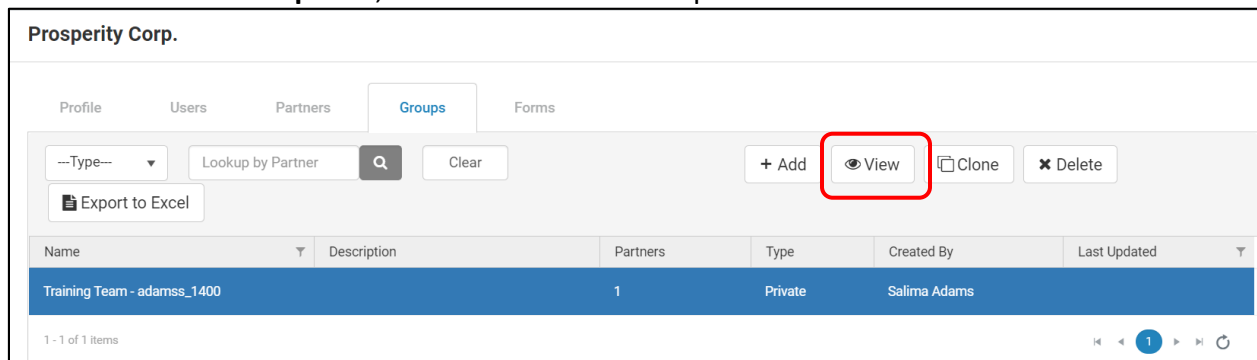 Prosperity Corp.
Profile Users Partners Groups Forms
---Type--- Lookup by Partner Clear + Add View Clone Delete
Export to Excel
Name Description Partners Type Created By Last Updated
Training Team - adamss_1400 1 Private Salima Adams
1 - 1 of 1 items 1